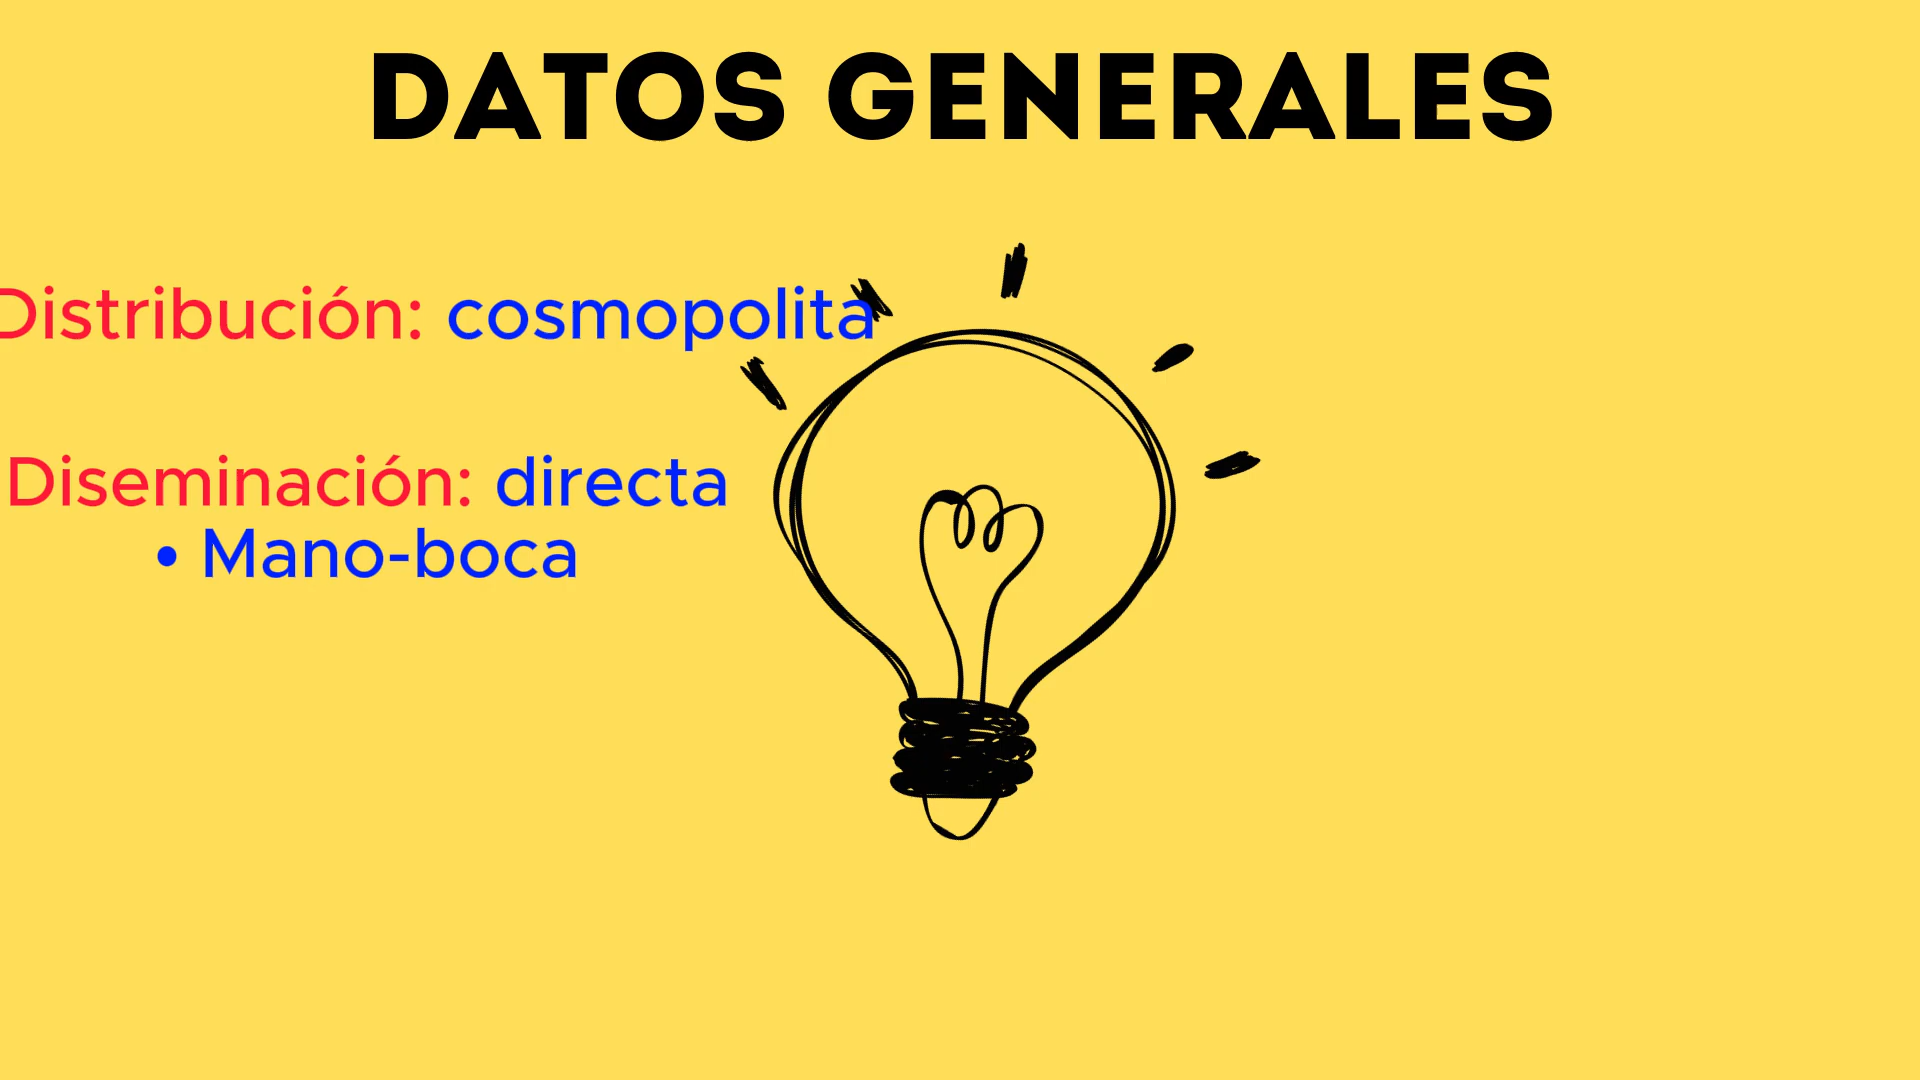 DATOS GENERALES
Distribución: cosmopolita
Diseminación: directa
• Mano-boca